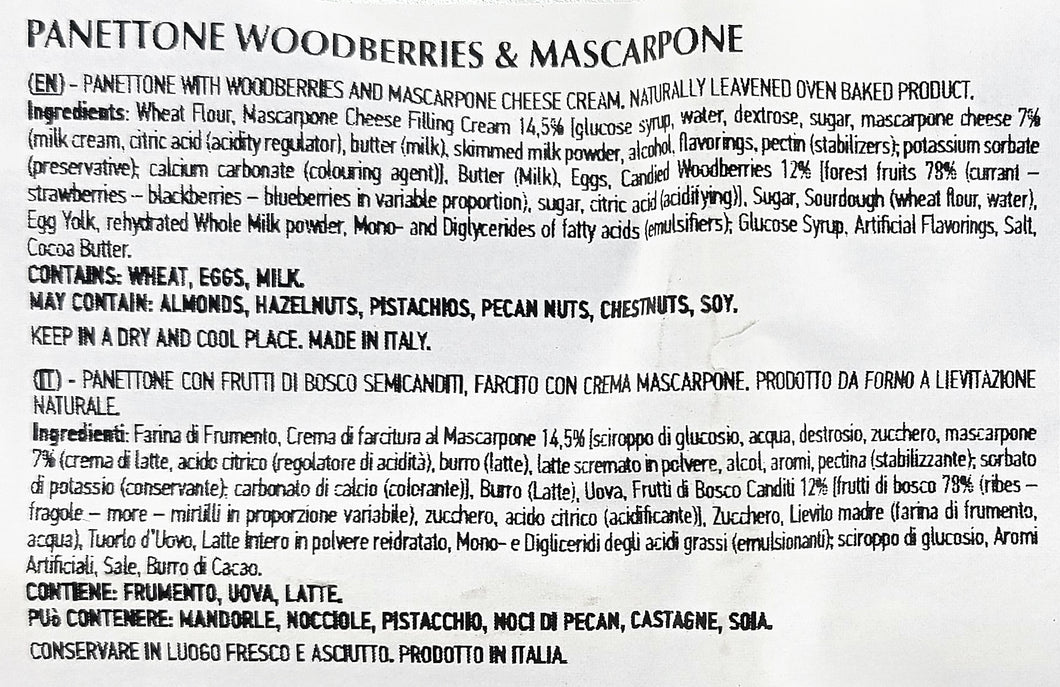 PANETTONE WOODBERRIES & MASCARPONE
(EN) - PANETTONE WITH WOODBERRIES AND MASCARPONE CHEESE CREAM. NATURALLY LEAVENED OVEN BAKED PRODUCT.
Ingredients: Wheat Flour, Mascarpone Cheese Filling Cream 14,5% [glucose syrup, water, dextrose, sugar, mascarpone cheese 7%
(milk cream, citric acid (acidity regulator), butter (milk), skimmed milk powder, alcohol, flavorings, pectin (stabilizers); potassium sorbate
(preservative); calcium carbonate (colouring agent)], Butter (Milk), Eggs, Candied Woodberries 12% [forest fruits 78% (currant –
strawberries – blackberries – blueberries in variable proportion), sugar, citric acid (aciditying)], Sugar, Sourdough (wheat flour, water),
Egg Yolk, rehydrated Whole Milk powder, Mono- and Diglycerides of fatty acids (emulsifiers); Glucose Syrup, Artificial Flavorings, Salt,
Cocoa Butter.
CONTAINS: WHEAT, EGGS, MILK.
MAY CONTAIN: ALMONDS, HAZELNUTS, PISTACHIOS, PECAN NUTS, CHESTNUTS, SOY.
KEEP IN A DRY AND COOL PLACE. MADE IN ITALY.
(IT) - PANETTONE CON FRUTTI DI BOSCO SEMICANDITI, FARCITO CON CREMA MASCARPONE. PRODOTTO DA FORNO A LIEVITAZIONE
NATURALE.
Ingredienti: Farina di Frumento, Crema di farcitura al Mascarpone 14,5% [sciroppo di glucosio, acqua, destrosio, zucchero, mascarpone
7% (crema di latte, acido citrico (regolatore di acidità), burro (latte), latte scremato in polvere, alcol, aromi, pectina (stabilizzante); sorbato
di potassio (conservante); carbonato di calcio (colorante)], Burro (Latte), Uova, Frutti di Bosco Canditi 12% [frutti di bosco 78% (ribes –
fragole – more – mirtilli in proporzione variabile), zucchero, acido citrico (acidificante)], Zucchero, Lievito madre (farina di frumento,
acqua), Tuorlo d'Uovo, Latte Intero in polvere reidratato, Mono- e Digliceridi degli acidi grassi (emulsionanti); sciroppo di glucosio, Aromi
Artificiali, Sale, Burro di Cacao.
CONTIENE: FRUMENTO, UOVA, LATTE.
PUò CONTENERE: MANDORLE, NOCCIOLE, PISTACCHIO, NOCI DI PECAN, CASTAGNE, SOIA.
CONSERVARE IN LUOGO FRESCO E ASCIUTTO. PRODOTTO IN ITALIA.